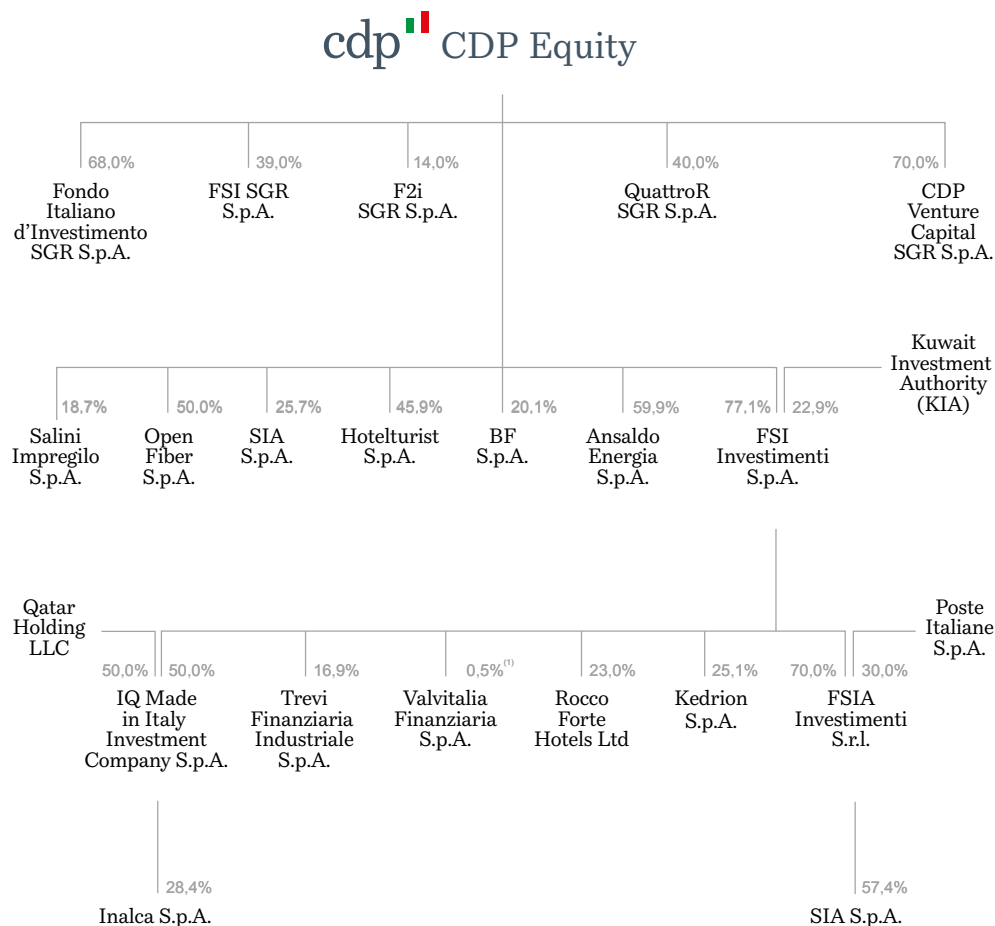 cdp CDP Equity
68,0%
39,0%
14,0%
40,0%
70,0%
Fondo
Italiano
d'Investimento
SGR S.p.A.
FSI SGR
S.p.A.
F2i
SGR S.p.A.
QuattroR
SGR S.p.A.
CDP
Venture
Capital
SGR S.p.A.
Kuwait
Investment
Authority
(KIA)
18,7%
50,0%
25,7%
45,9%
20,1%
59,9%
77,1%
22,9%
Salini
Impregilo
S.p.A.
Open
Fiber
S.p.A.
SIA
S.p.A.
Hotelturist
S.p.A.
BF
S.p.A.
Ansaldo
Energia
S.p.A.
FSI
Investimenti
S.p.A.
Qatar
Holding
LLC
Poste
Italiane
S.p.A.
50,0%
50,0%
16,9%
0,5%(1)
23,0%
25,1%
70,0%
30,0%
IQ Made
in Italy
Investment
Company S.p.A.
Trevi
Finanziaria
Industriale
S.p.A.
Valvitalia
Finanziaria
S.p.A.
Rocco
Forte
Hotels Ltd
Kedrion
S.p.A.
FSIA
Investimenti
S.r.l.
28,4%
57,4%
Inalca S.p.A.
SIA S.p.A.